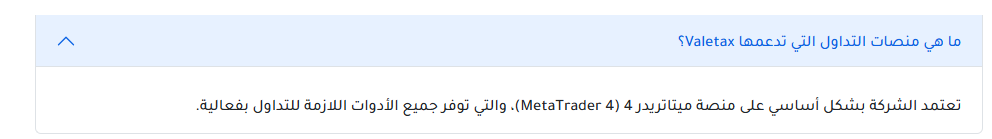 ما هي منصات التداول التي تدعمها Valetax؟
تعتمد الشركة بشكل أساسي على منصة ميتاتريدر 4 (MetaTrader 4)، والتي توفر جميع الأدوات اللازمة للتداول بفعالية.